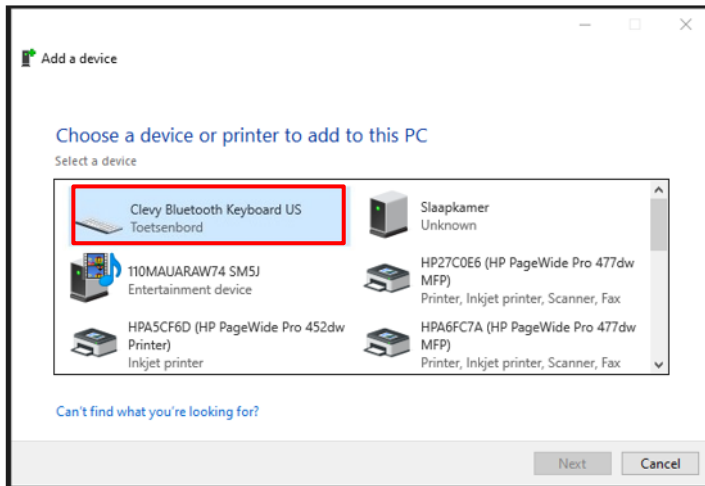 Add a device
Choose a device or printer to add to this PC
Select a device
Clevy Bluetooth Keyboard US
Toetsenbord
Slaapkamer
Unknown
110MAUARAW74 SM5J
Entertainment device
HP27C0E6 (HP PageWide Pro 477dw
MFP)
Printer, Inkjet printer, Scanner, Fax
HPA5CF6D (HP PageWide Pro 452dw
Printer)
Inkjet printer
HPA6FC7A (HP PageWide Pro 477dw
MFP)
Printer, Inkjet printer, Scanner, Fax
Can't find what you're looking for?
Next
Cancel